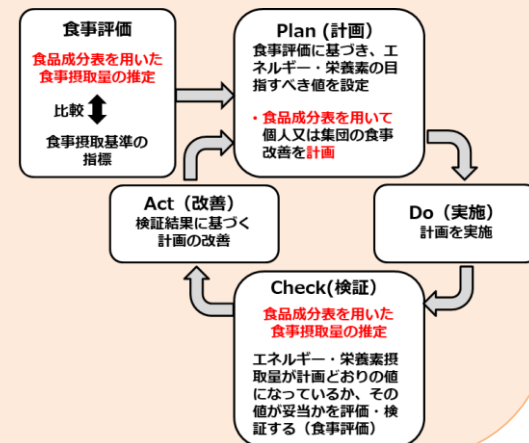 食事評価
食品成分表を用いた
食事摂取量の推定
比較
食事摂取基準の
指標
Plan (計画)
食事評価に基づき、エ
ネルギー・栄養素の目
指すべき値を設定
・食品成分表を用いて
個人又は集団の食事
改善を計画
Do（実施）
計画を実施
Check(検証）
食品成分表を用いた
食事摂取量の推定
エネルギー・栄養素摂
取量が計画どおりの値
になっているか、その
値が妥当かを評価・検
証する（食事評価）
Act（改善）
検証結果に基づく
計画の改善